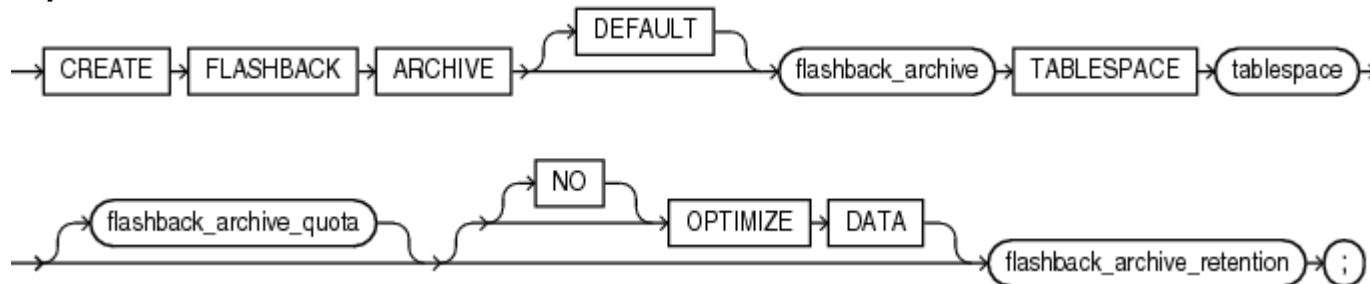 DEFAULT
CREATE FLASHBACK ARCHIVE flashback_archive TABLESPACE tablespace
NO
flashback_archive_quota OPTIMIZE DATA
flashback_archive_retention ;